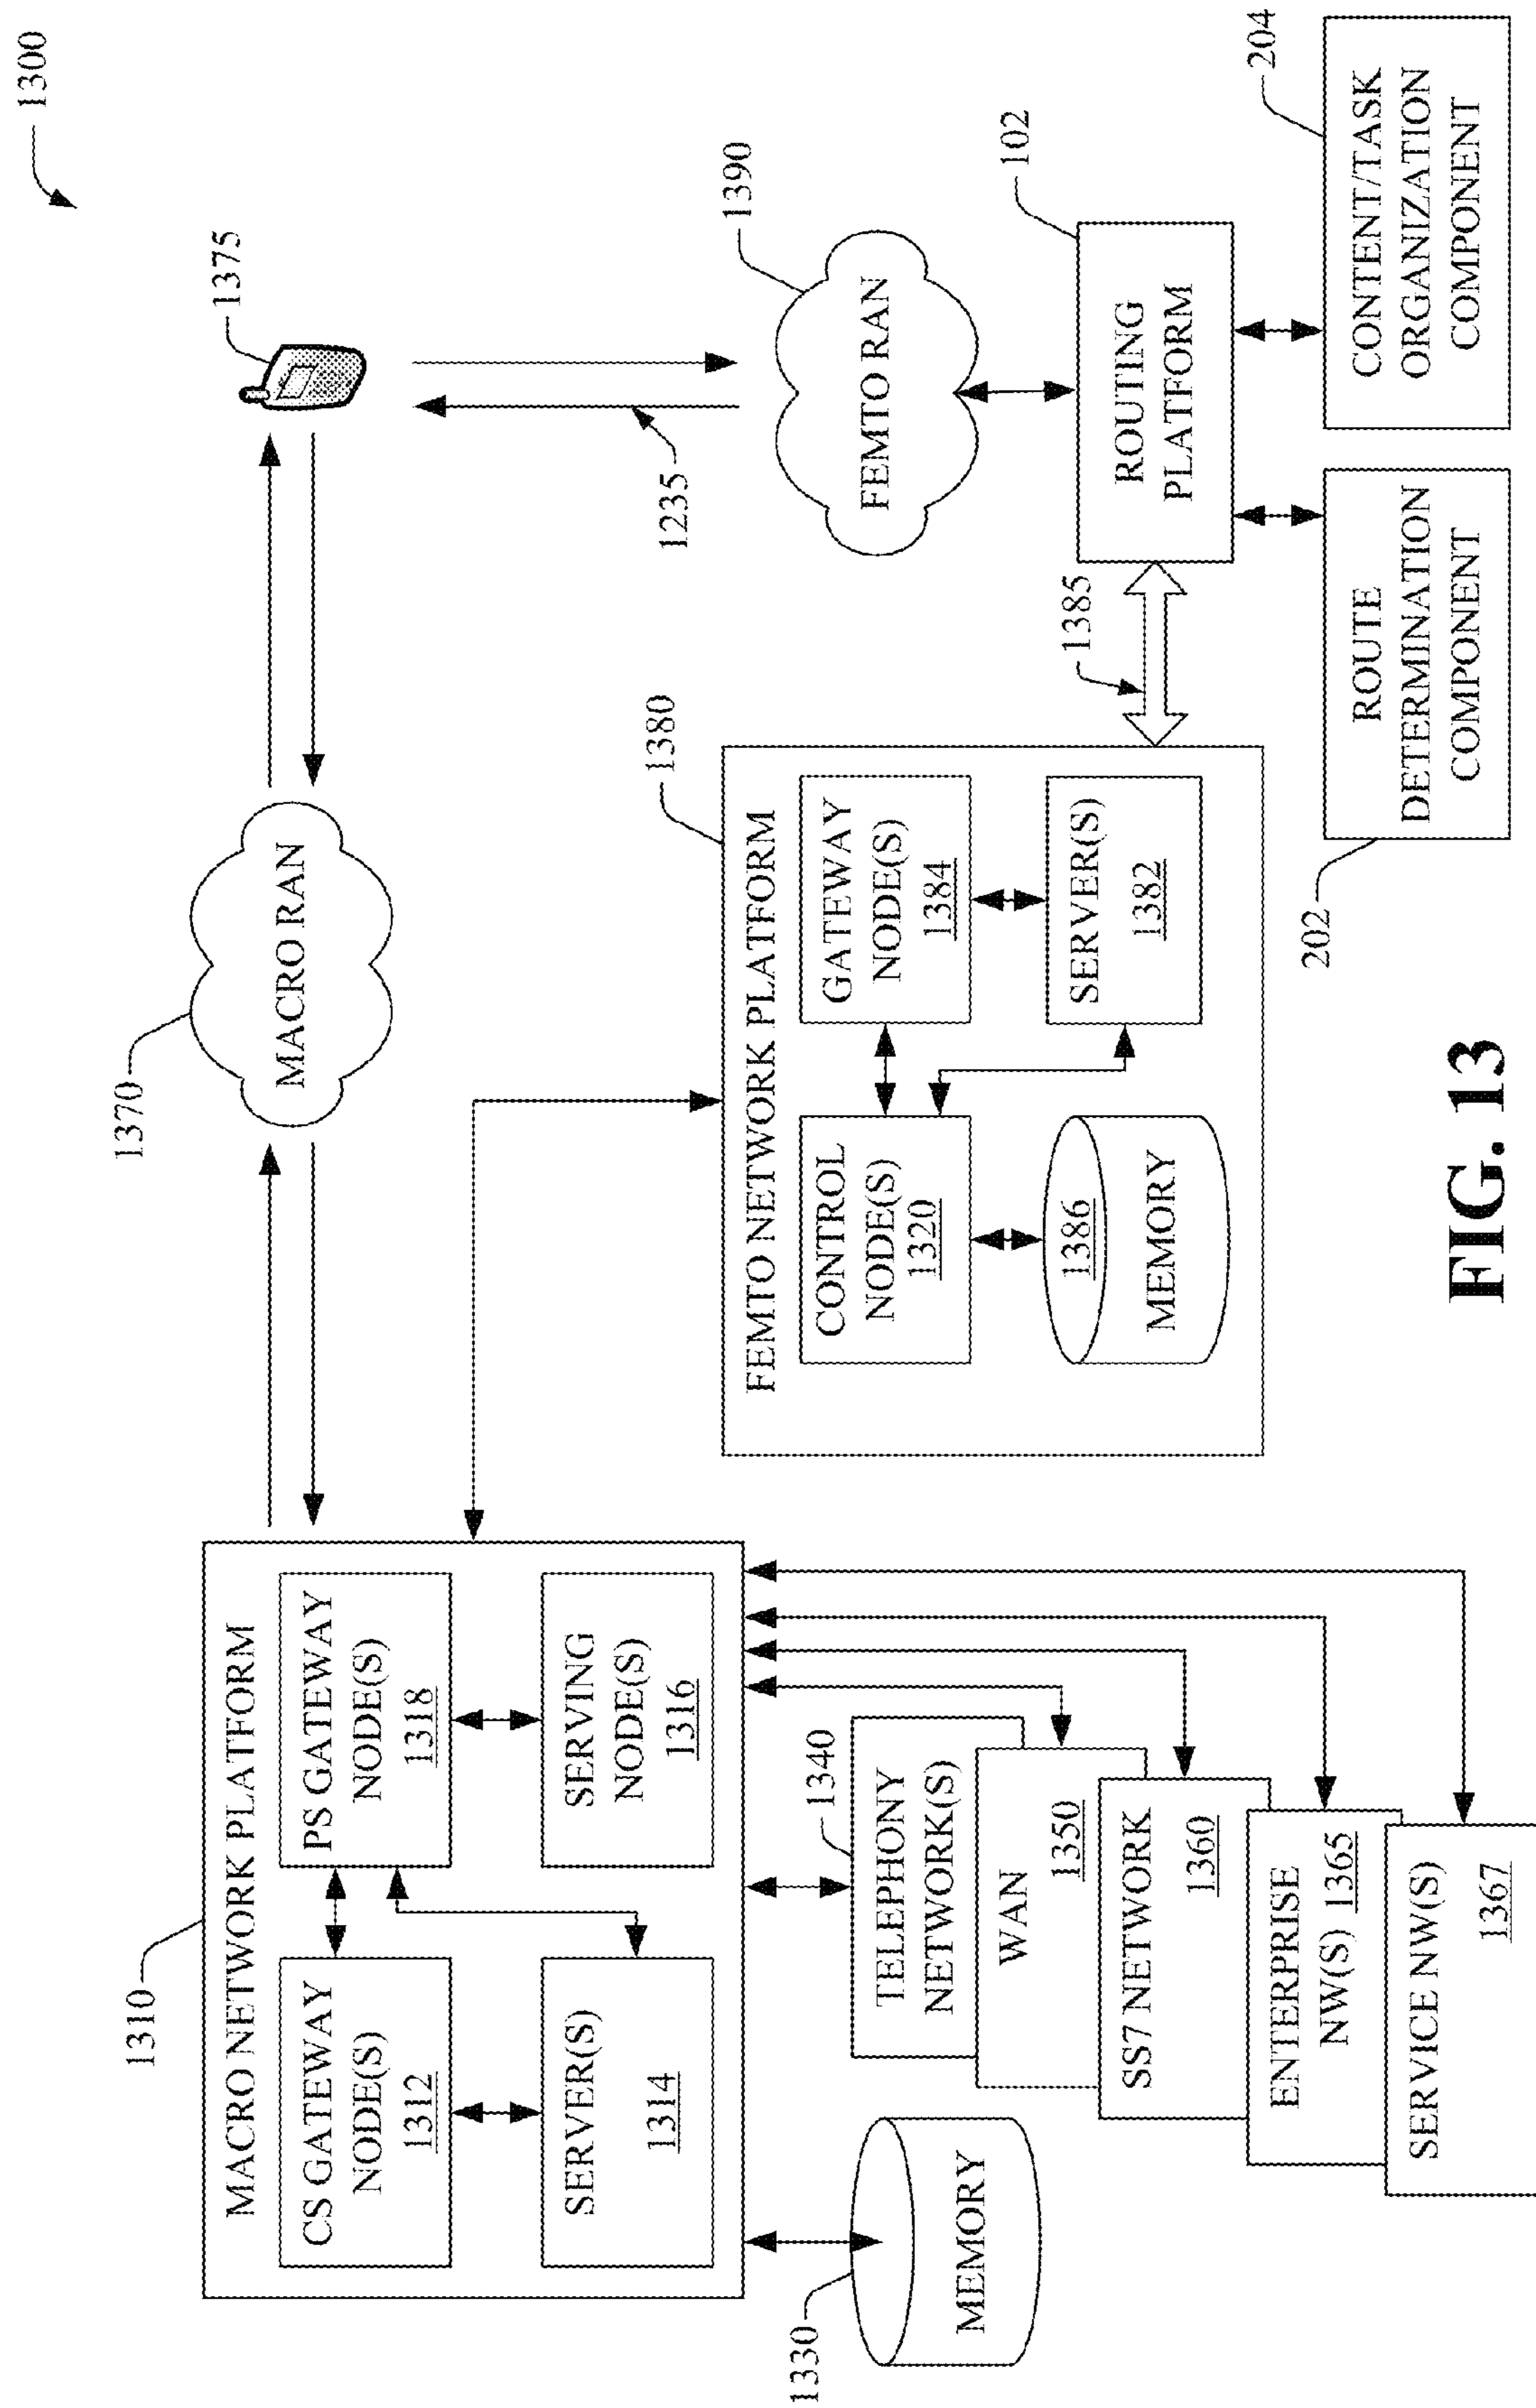 1300
1375
1370
MACRO RAN
1310
MACRO NETWORK PLATFORM
CS GATEWAY
NODE(S)
1312
PS GATEWAY
NODE(S)
1318
SERVER(S)
1314
SERVING
NODE(S)
1316
1235
FEMTO RAN
1390
1380
FEMTO NETWORK PLATFORM
CONTROL
NODE(S)
1320
GATEWAY
NODE(S)
1384
1386
MEMORY
SERVER(S)
1382
1385
ROUTING
PLATFORM
102
1330
MEMORY
1340
TELEPHONY
NETWORK(S)
WAN
1350
SS7 NETWORK
1360
ENTERPRISE
NW(S) 1365
SERVICE NW(S)
1367
202
ROUTE
DETERMINATION
COMPONENT
204
CONTENT/TASK
ORGANIZATION
COMPONENT
FIG. 13